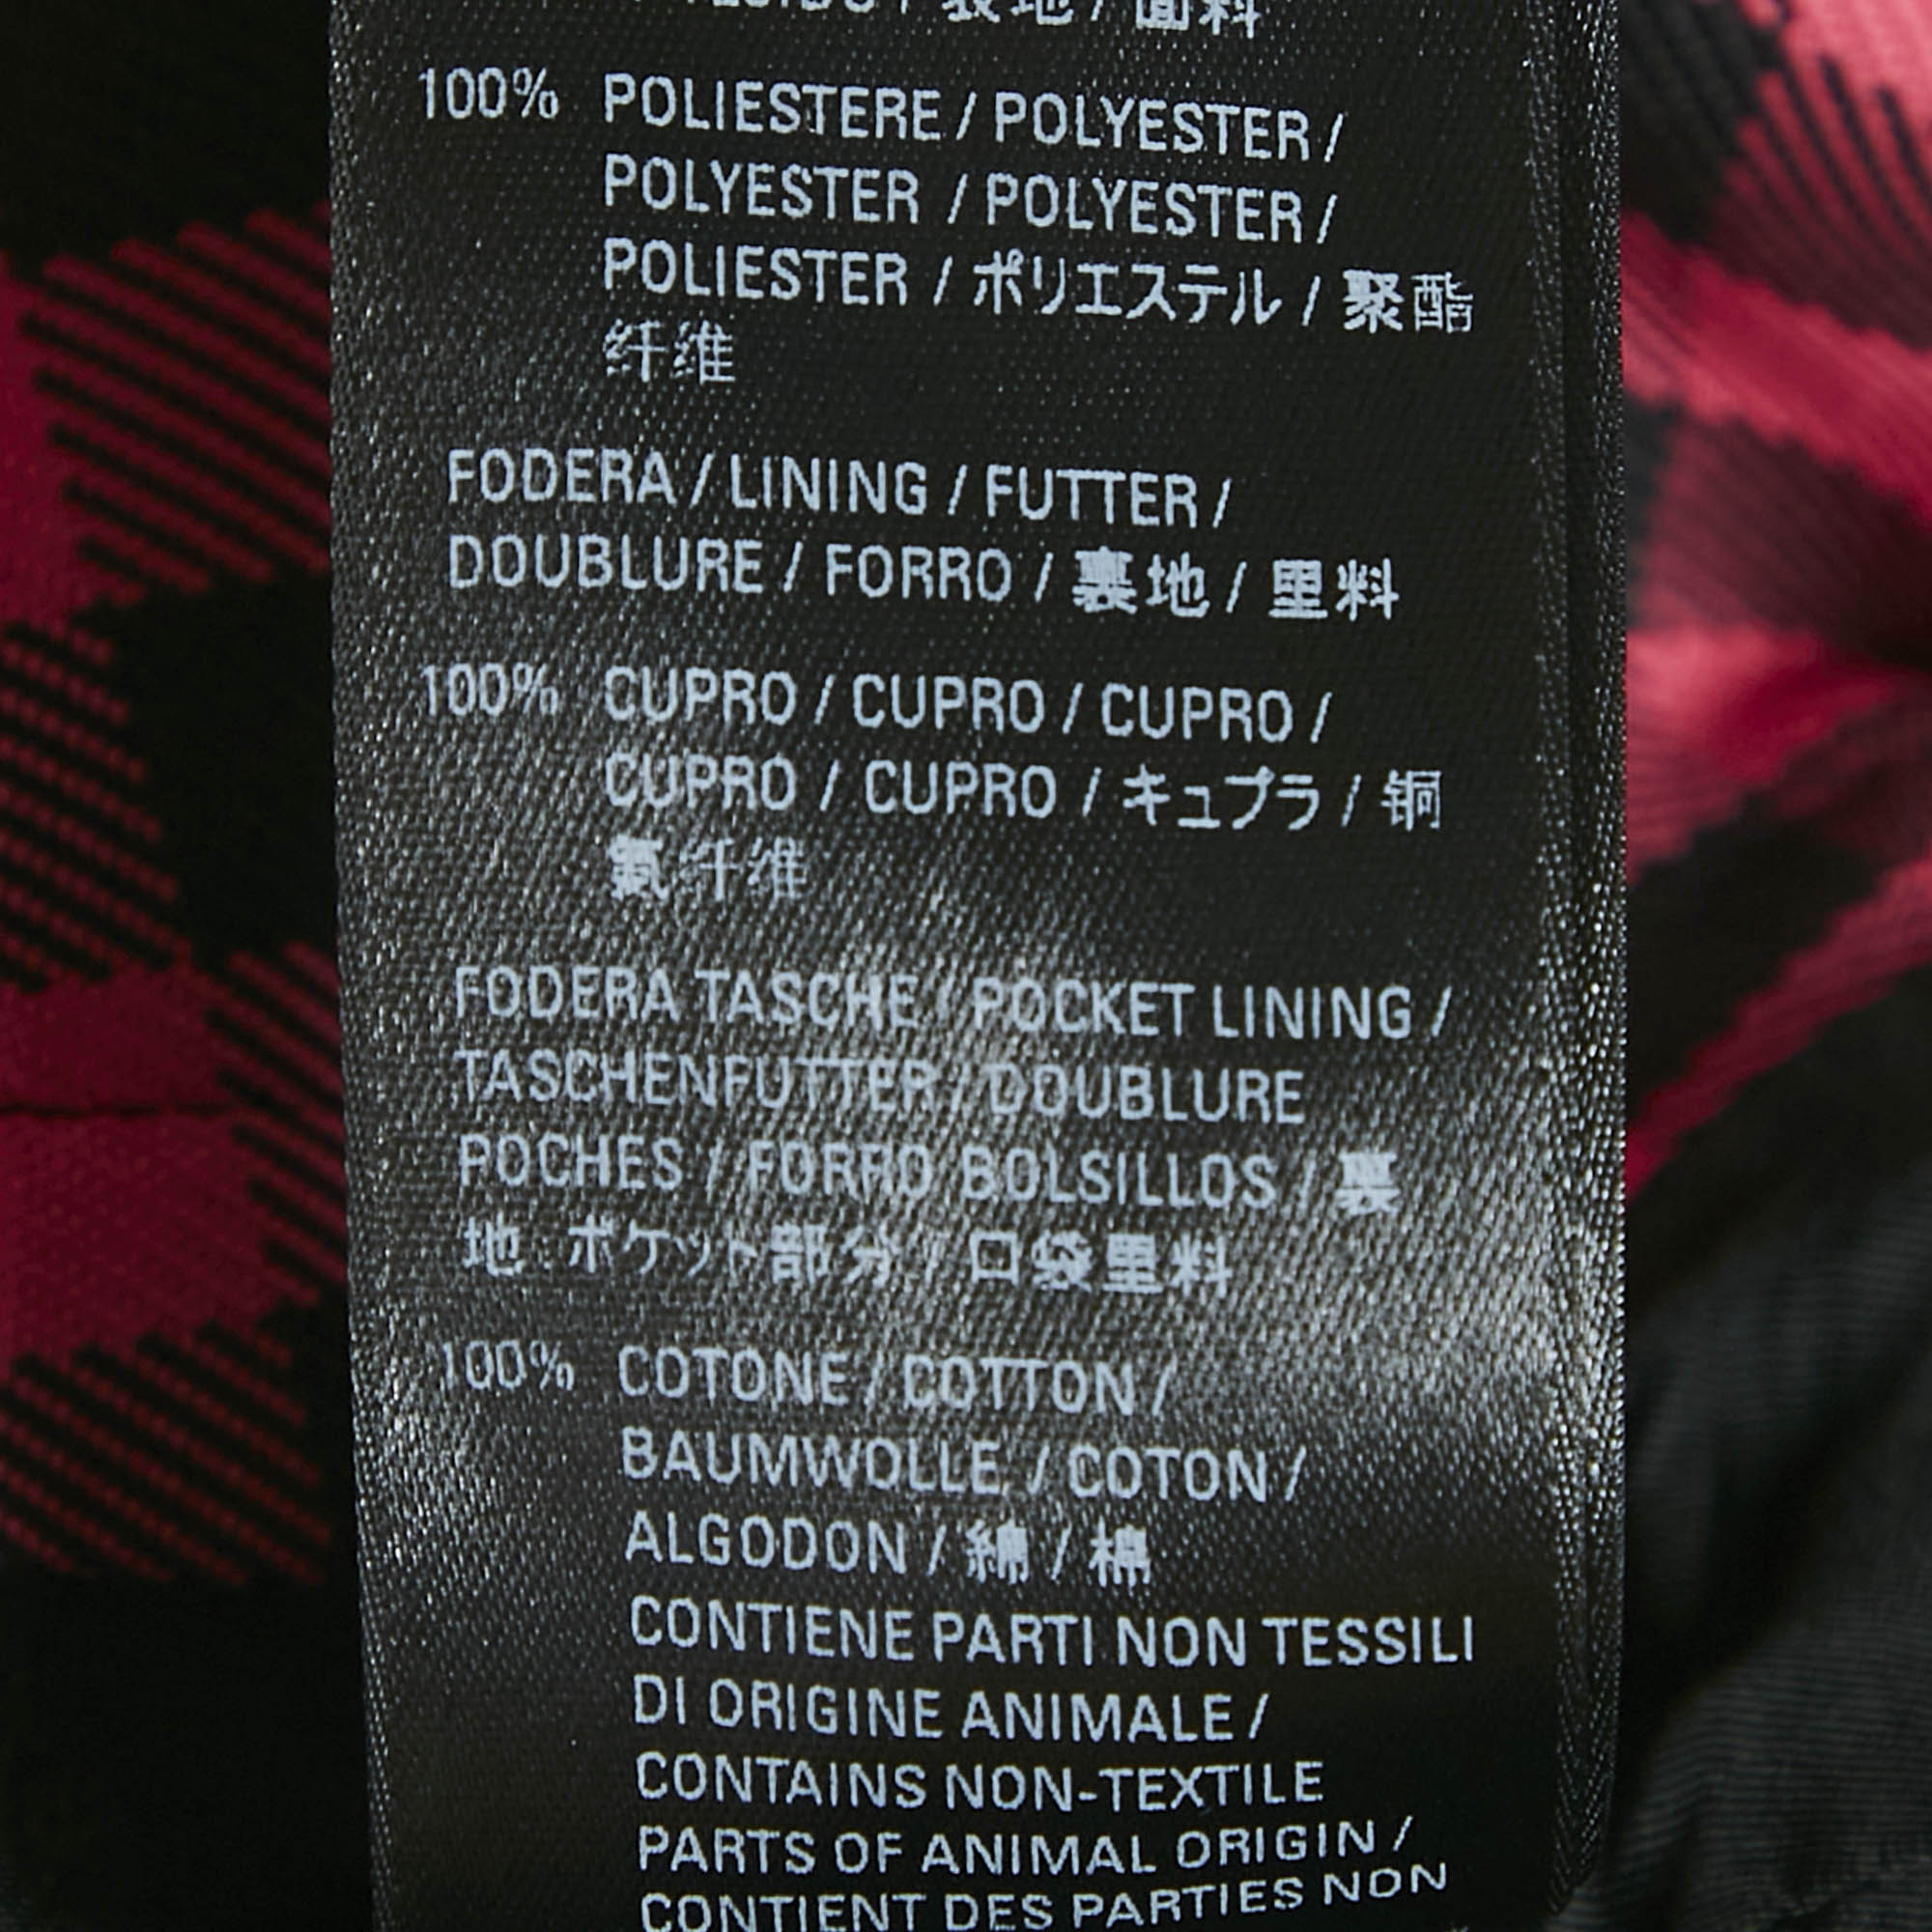 / 表地 / 面料
100% POLIESTERE / POLYESTER /
POLYESTER / POLYESTER /
POLIESTER / ポリエステル / 聚酯
纤维
FODERA / LINING / FUTTER /
DOUBLURE / FORRO / 裏地 / 里料
100% CUPRO / CUPRO / CUPRO /
CUPRO / CUPRO / キュプラ / 铜
氨纤维
FODERA TASCHE / POCKET LINING /
TASCHENFUTTER / DOUBLURE
POCHES / FORRO BOLSILLOS / 裏
地:ポケット部分 / 口袋里料
100% COTONE / COTTON /
BAUMWOLLE / COTON /
ALGODON / 綿 / 棉
CONTIENE PARTI NON TESSILI
DI ORIGINE ANIMALE /
CONTAINS NON-TEXTILE
PARTS OF ANIMAL ORIGIN /
CONTIENT DES PARTIES NON